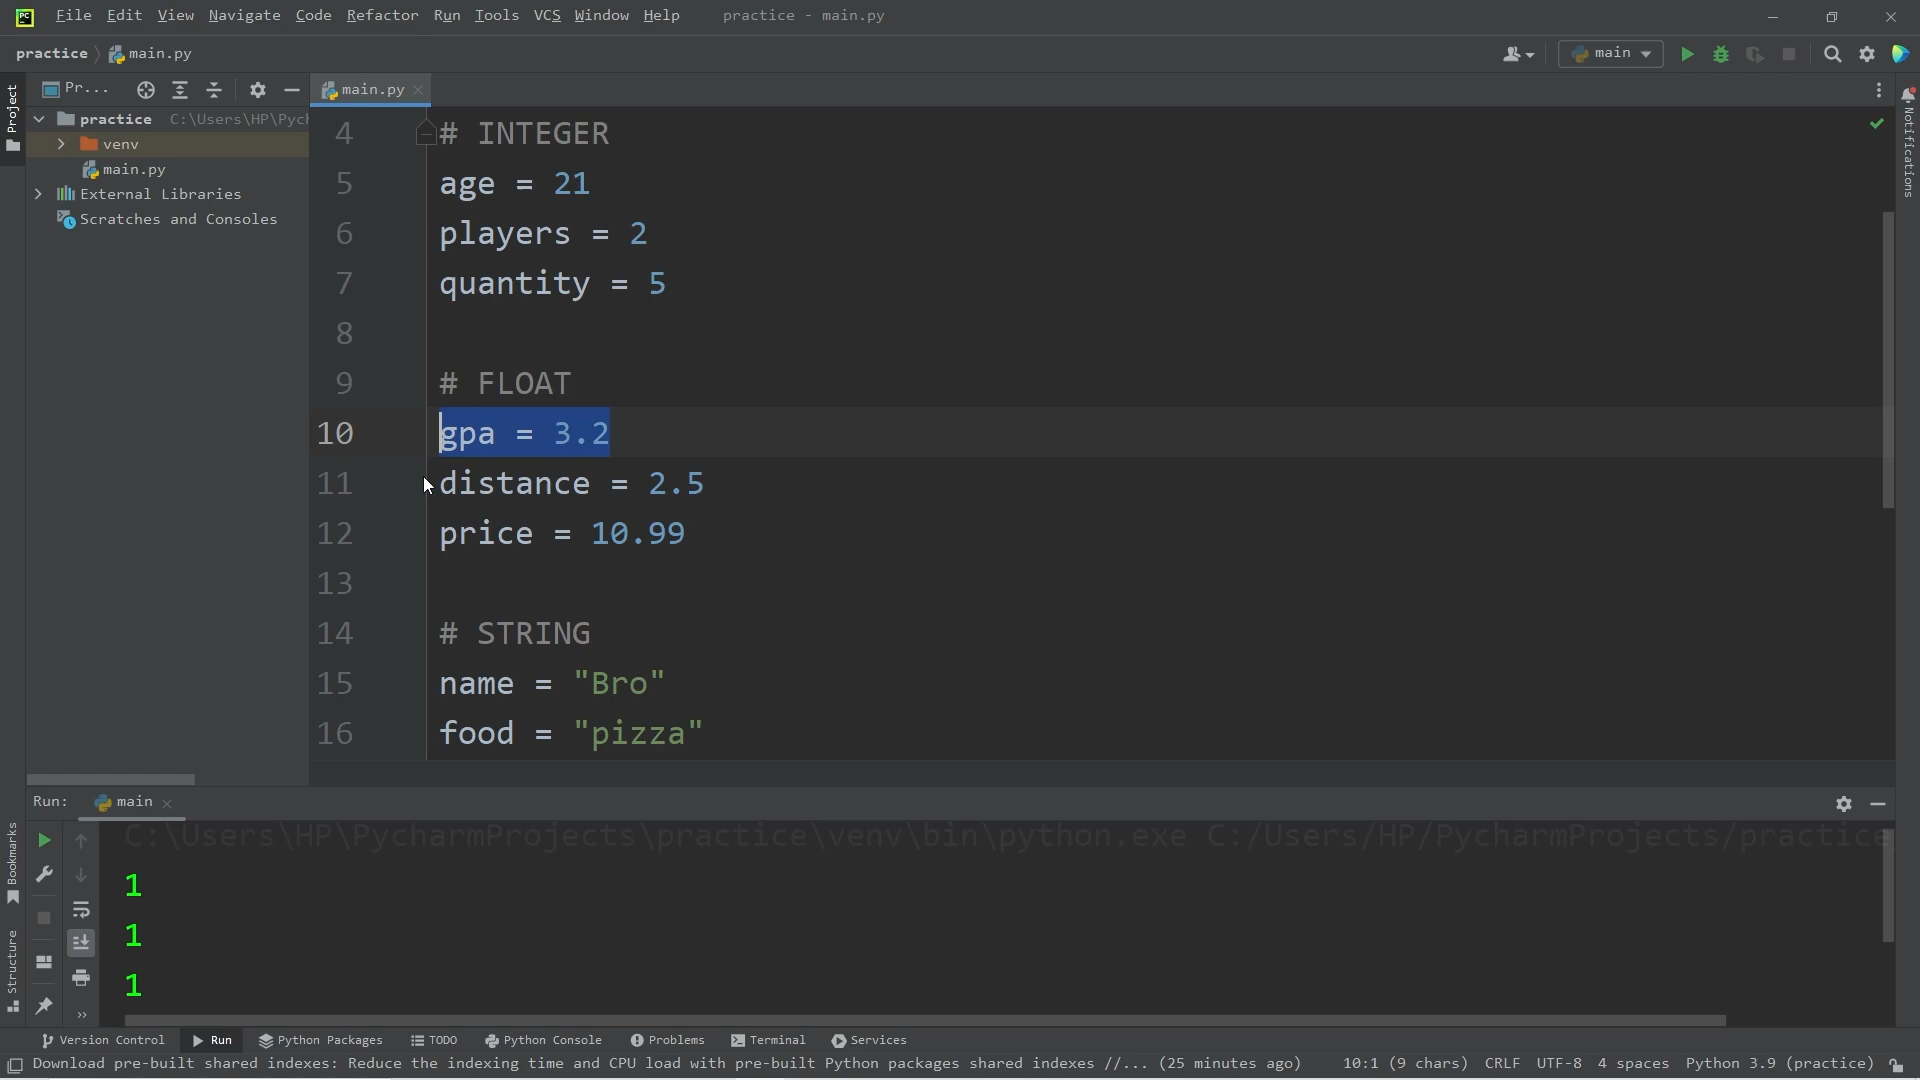 File Edit View Navigate Code Refactor Run Tools VCS Window Help practice - main.py
practice main.py main
Project Pr... main.py
practice C:\Users\HP\Pych
venv
main.py
External Libraries
Scratches and Consoles
4 # INTEGER
5 age = 21
6 players = 2
7 quantity = 5
8
9 # FLOAT
10 gpa = 3.2
11 distance = 2.5
12 price = 10.99
13
14 # STRING
15 name = "Bro"
16 food = "pizza"
Notifications
Run: main
C:\Users\HP\PycharmProjects\practice\venv\bin\python.exe C:/Users/HP/PycharmProjects/practice
1
1
1
Bookmarks
Structure
Version Control Run Python Packages TODO Python Console Problems Terminal Services
Download pre-built shared indexes: Reduce the indexing time and CPU load with pre-built Python packages shared indexes //... (25 minutes ago) 10:1 (9 chars) CRLF UTF-8 4 spaces Python 3.9 (practice)